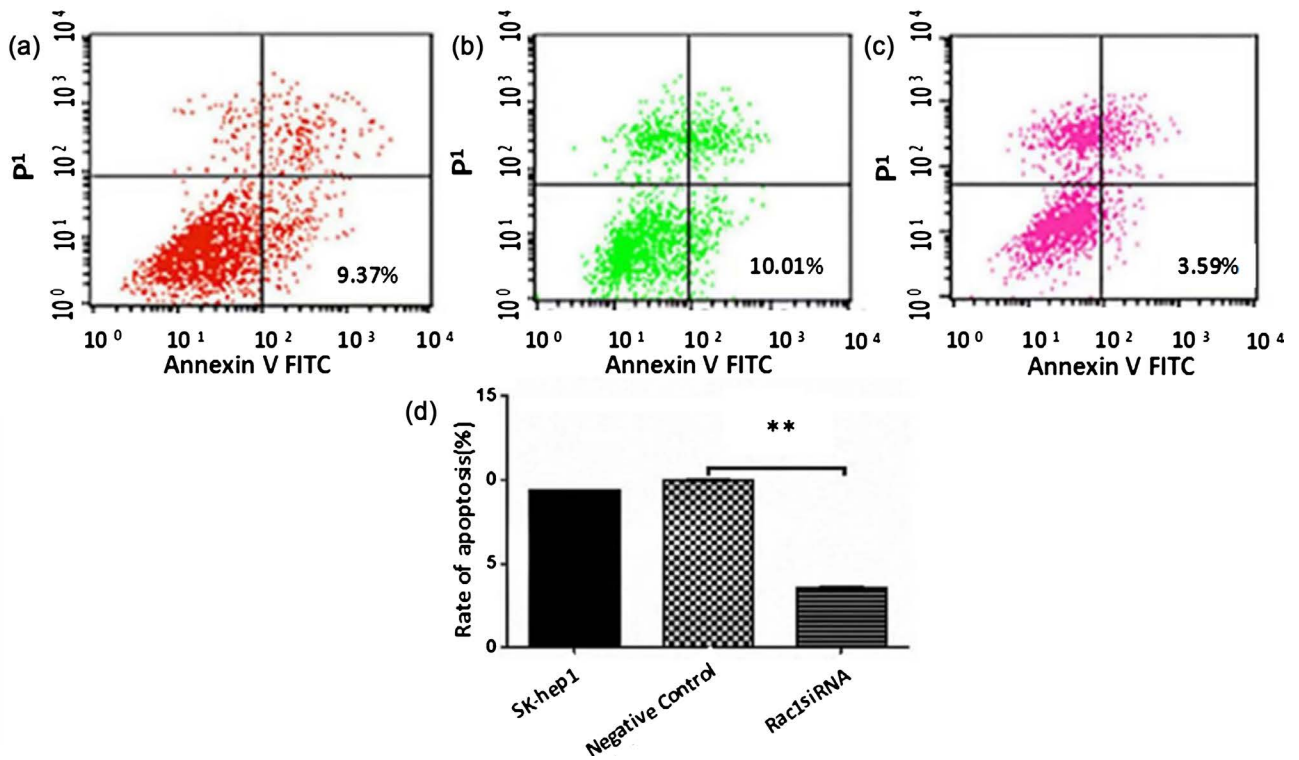 (a)
10⁴
10³
10²
10¹
10⁰
P¹
9.37%
10⁰ 10¹ 10² 10³ 10⁴
Annexin V FITC
(b)
10⁴
10³
10²
10¹
10⁰
P¹
10.01%
10⁰ 10¹ 10² 10³ 10⁴
Annexin V FITC
(c)
10⁴
10³
10²
10¹
10⁰
P¹
3.59%
10⁰ 10¹ 10² 10³ 10⁴
Annexin V FITC
(d)
Rate of apoptosis(%)
15
0
5
0
**
SK-hep1
Negative Control
Rac1siRNA